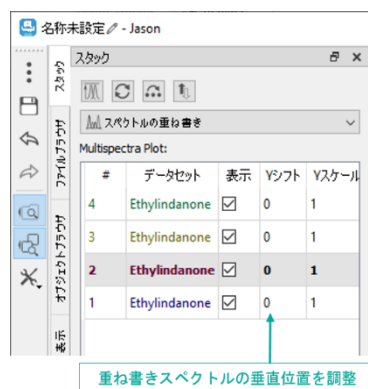 名称未設定 - Jason
スタック
スタック
ファイルブラウザ
オブジェクトブラウザ
表示
スペクトルの重ね書き
Multispectra Plot:
# データセット 表示 Yシフト Yスケール
4 Ethylindanone 0 1
3 Ethylindanone 0 1
2 Ethylindanone 0 1
1 Ethylindanone 0 1
重ね書きスペクトルの垂直位置を調整